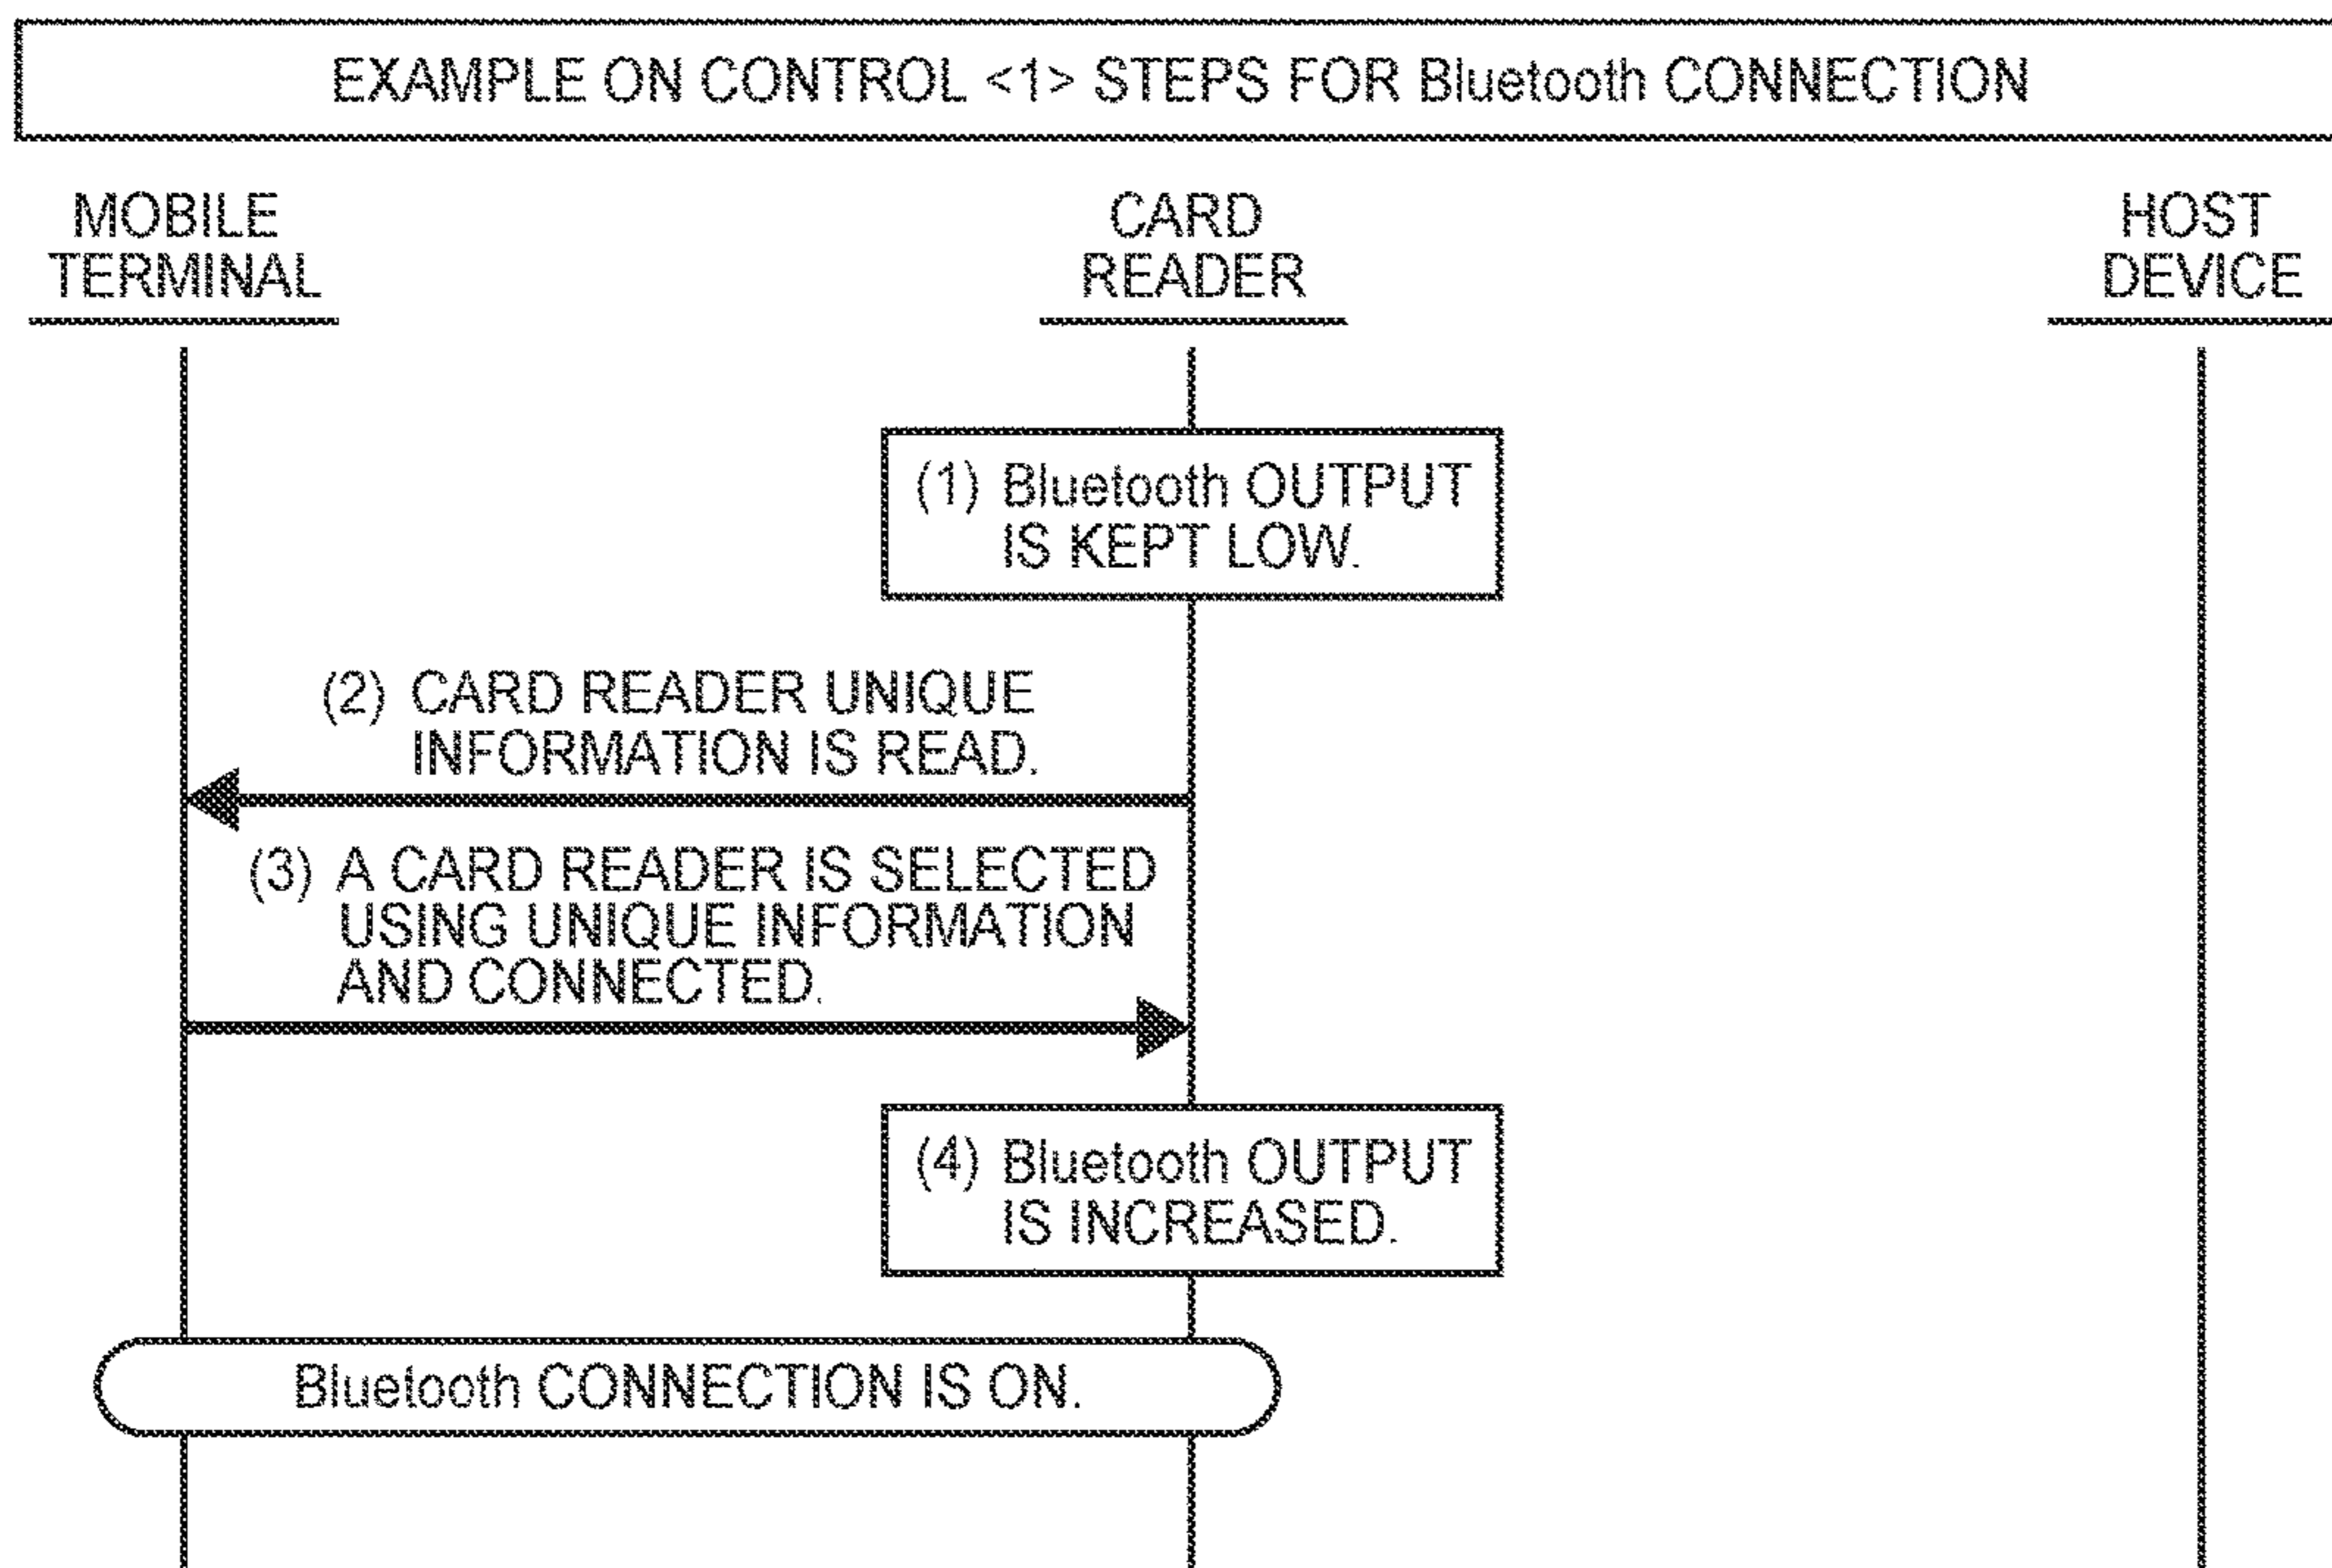 EXAMPLE ON CONTROL <1> STEPS FOR Bluetooth CONNECTION
MOBILE
TERMINAL
CARD
READER
HOST
DEVICE
(1) Bluetooth OUTPUT
IS KEPT LOW.
(2) CARD READER UNIQUE
INFORMATION IS READ.
(3) A CARD READER IS SELECTED
USING UNIQUE INFORMATION
AND CONNECTED.
(4) Bluetooth OUTPUT
IS INCREASED.
Bluetooth CONNECTION IS ON.